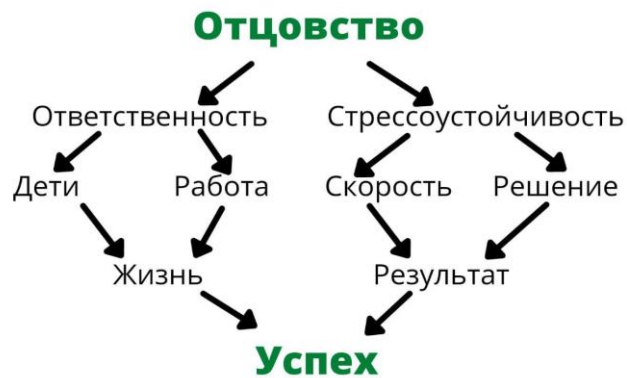 Отцовство
Ответственность Стрессоустойчивость
Дети Работа Скорость Решение
Жизнь Результат
Успех